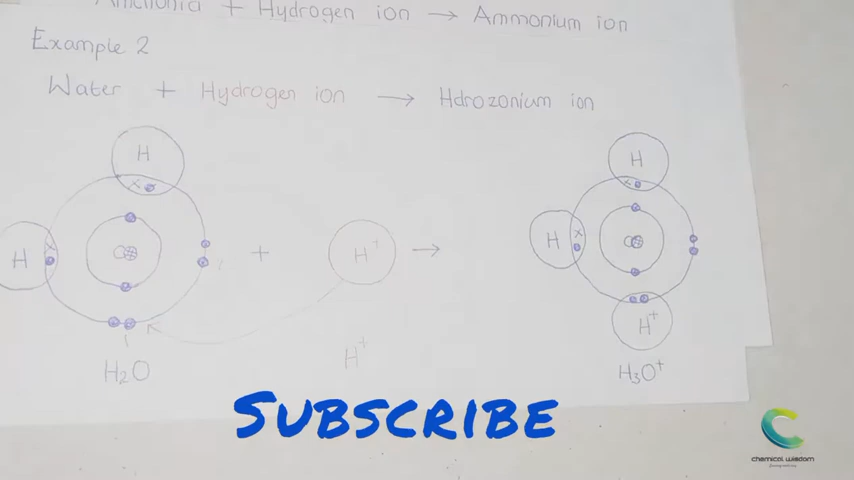 Ammonia + Hydrogen ion → Ammonium ion
Example 2
Water + Hydrogen ion → Hdrozonium ion
H
H
H
H
+
H+
→
H+
H2O
H+
H3O+
SUBSCRIBE
chemical wisdom